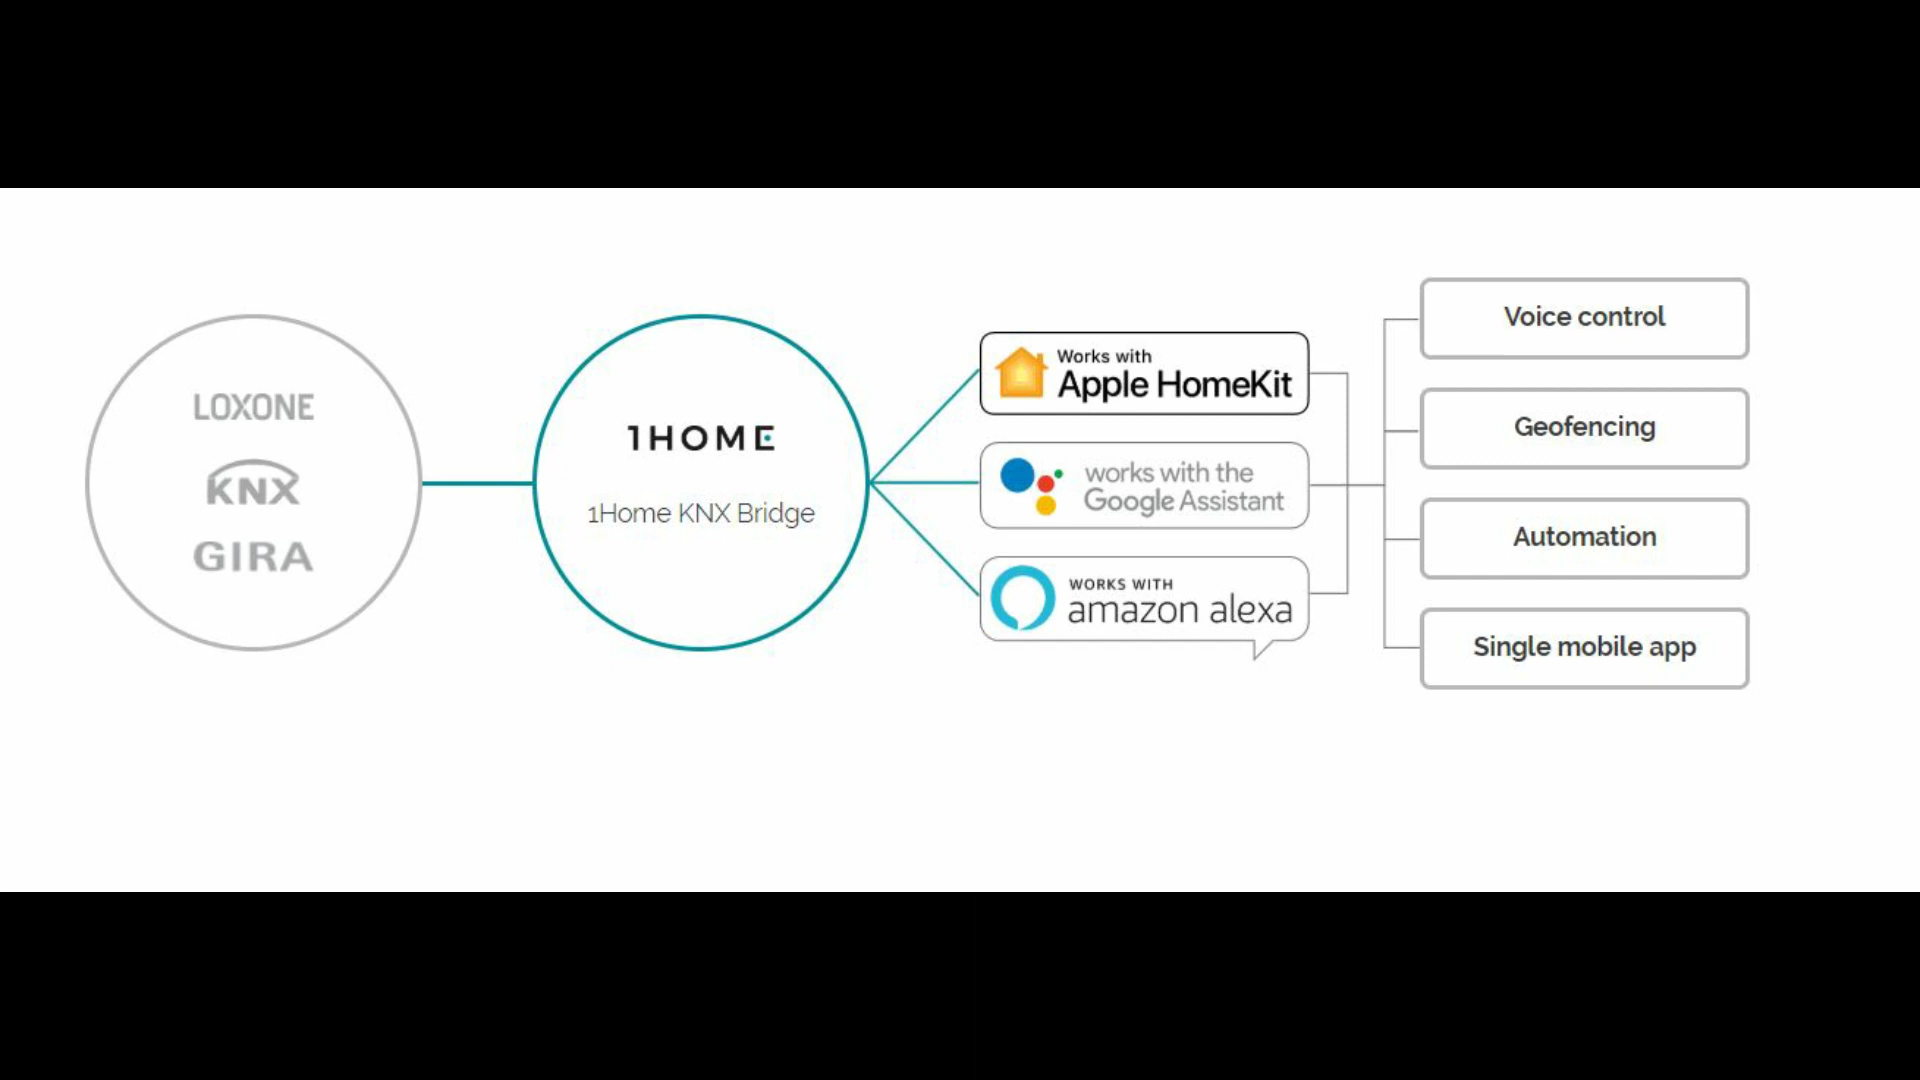 LOXONE
KNX
GIRA
1HOME
1Home KNX Bridge
Works with
Apple HomeKit
works with the
Google Assistant
WORKS WITH
amazon alexa
Voice control
Geofencing
Automation
Single mobile app